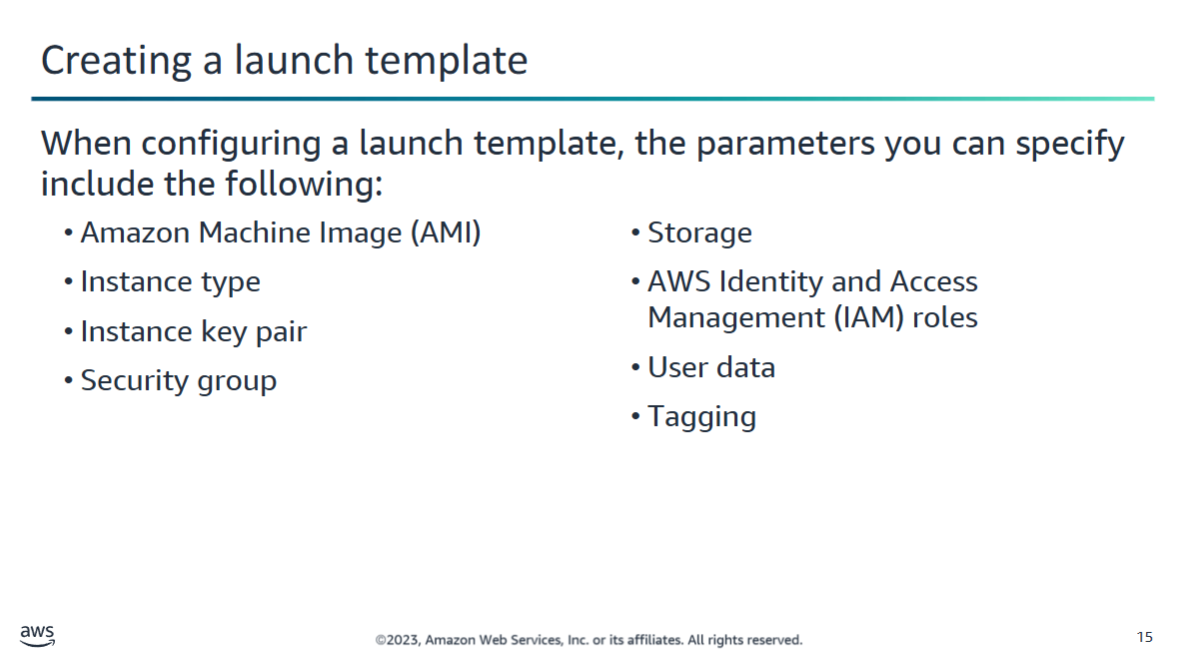 Creating a launch template
When configuring a launch template, the parameters you can specify
include the following:
• Amazon Machine Image (AMI)
• Instance type
• Instance key pair
• Security group
• Storage
• AWS Identity and Access
Management (IAM) roles
• User data
• Tagging
aws
©2023, Amazon Web Services, Inc. or its affiliates. All rights reserved.
15